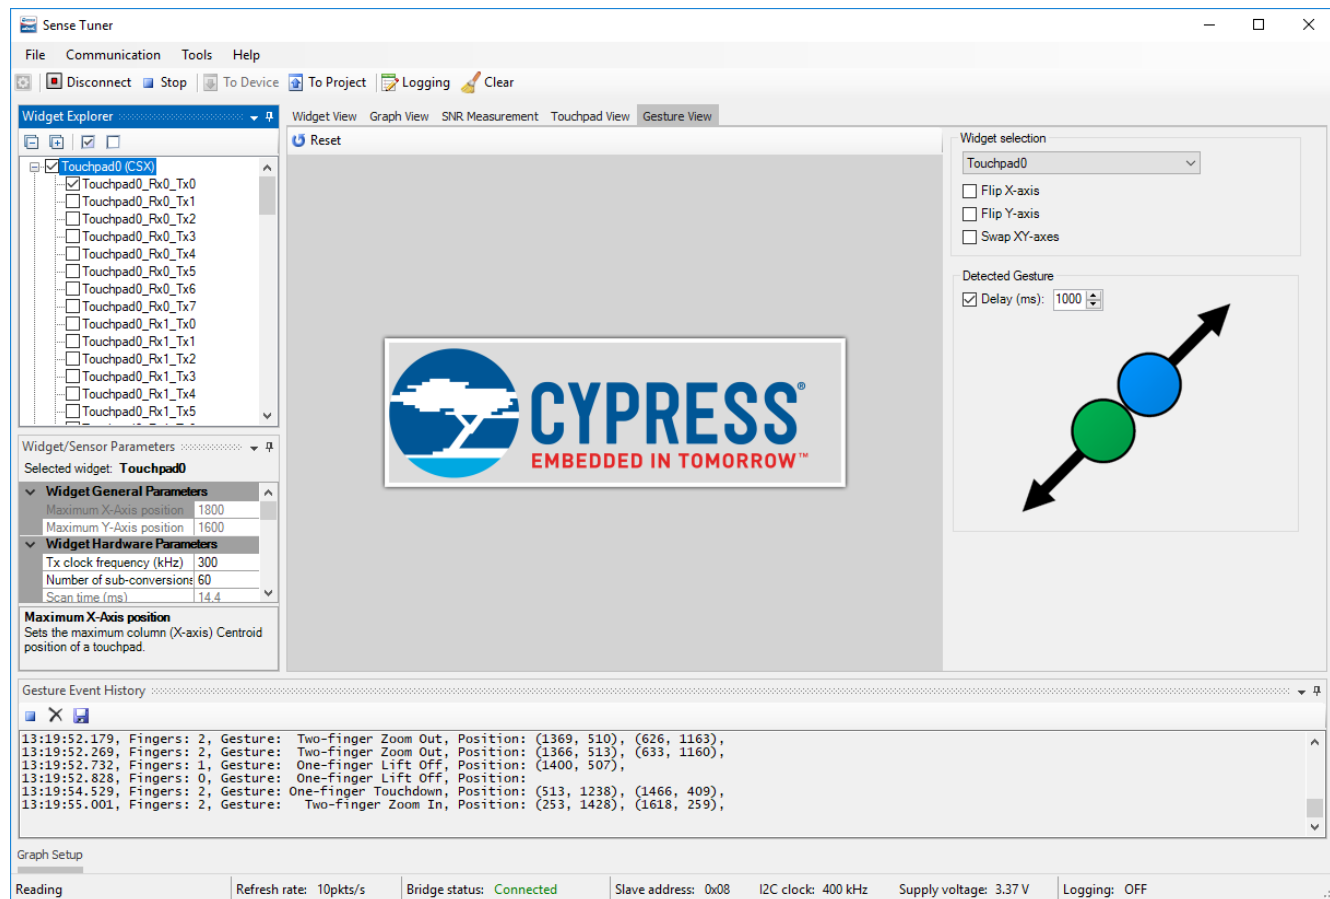 Sense Tuner
File Communication Tools Help
Disconnect Stop To Device To Project Logging Clear
Widget Explorer
Widget View Graph View SNR Measurement Touchpad View Gesture View
Reset
Touchpad0 (CSX)
Touchpad0_Rx0_Tx0
Touchpad0_Rx0_Tx1
Touchpad0_Rx0_Tx2
Touchpad0_Rx0_Tx3
Touchpad0_Rx0_Tx4
Touchpad0_Rx0_Tx5
Touchpad0_Rx0_Tx6
Touchpad0_Rx0_Tx7
Touchpad0_Rx1_Tx0
Touchpad0_Rx1_Tx1
Touchpad0_Rx1_Tx2
Touchpad0_Rx1_Tx3
Touchpad0_Rx1_Tx4
Touchpad0_Rx1_Tx5
Widget/Sensor Parameters
Selected widget: Touchpad0
Widget General Parameters
Maximum X-Axis position 1800
Maximum Y-Axis position 1600
Widget Hardware Parameters
Tx clock frequency (kHz) 300
Number of sub-conversions 60
Scan time (ms) 14.4
Maximum X-Axis position
Sets the maximum column (X-axis) Centroid
position of a touchpad.
CYPRESS®
EMBEDDED IN TOMORROW™
Widget selection
Touchpad0
Flip X-axis
Flip Y-axis
Swap XY-axes
Detected Gesture
Delay (ms): 1000
Gesture Event History
13:19:52.179, Fingers: 2, Gesture: Two-finger Zoom Out, Position: (1369, 510), (626, 1163),
13:19:52.269, Fingers: 2, Gesture: Two-finger Zoom Out, Position: (1366, 513), (633, 1160),
13:19:52.732, Fingers: 1, Gesture: One-finger Lift Off, Position: (1400, 507),
13:19:52.828, Fingers: 0, Gesture: One-finger Lift Off, Position:
13:19:54.529, Fingers: 2, Gesture: One-finger Touchdown, Position: (513, 1238), (1466, 409),
13:19:55.001, Fingers: 2, Gesture: Two-finger Zoom In, Position: (253, 1428), (1618, 259),
Graph Setup
Reading Refresh rate: 10pkts/s Bridge status: Connected Slave address: 0x08 I2C clock: 400 kHz Supply voltage: 3.37 V Logging: OFF